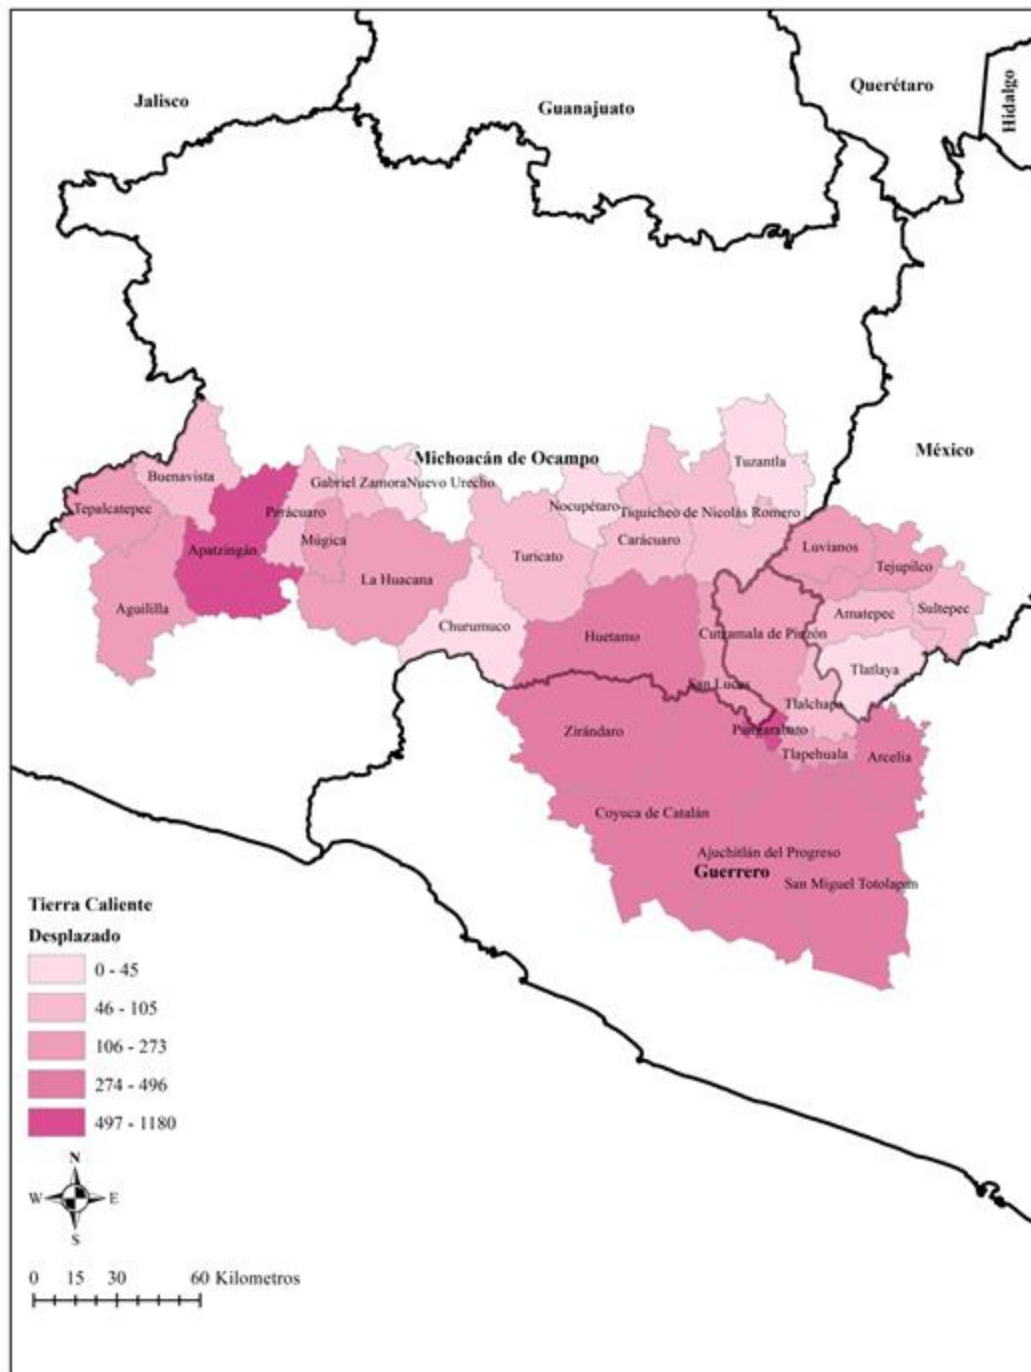 Jalisco
Guanajuato
Querétaro
Hidalgo
México
Michoacán de Ocampo
Tuzantla
Buenavista
Gabriel Zamora
Nuevo Urecho
Tepalcatepec
Parácuaro
Nocupétaro
Tiquicheo de Nicolás Romero
Múgica
Carácuaro
Apatzingán
Luvianos
Turicato
Tejupilco
La Huacana
Aguililla
Amatepec
Sultepec
Churumuco
Huetamo
Cutzamala de Pinzón
Tlatlaya
San Lucas
Tlalchapa
Zirándaro
Pungarabato
Tlapehuala
Arcelia
Coyuca de Catalán
Ajuchitlán del Progreso
Guerrero
San Miguel Totolapan
Tierra Caliente
Desplazado
0 - 45
46 - 105
106 - 273
274 - 496
497 - 1180
N
W E
S
0 15 30 60 Kilometros